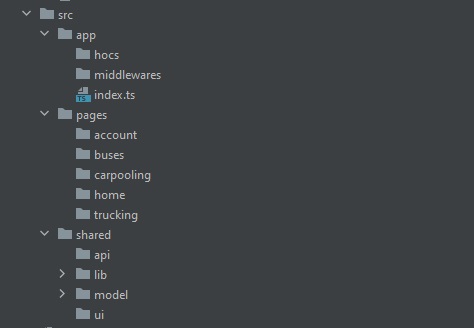 src
app
hocs
middlewares
TS index.ts
pages
account
buses
carpooling
home
trucking
shared
api
lib
model
ui